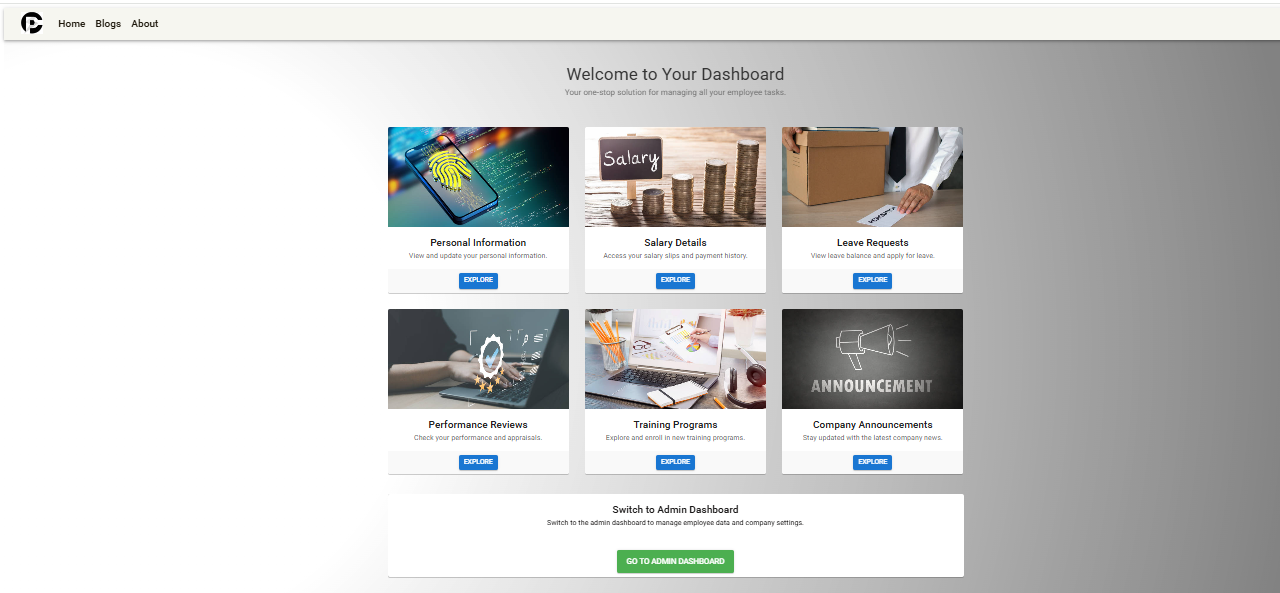 Home Blogs About
Welcome to Your Dashboard
Your one-stop solution for managing all your employee tasks.
Salary
Personal Information
View and update your personal information.
EXPLORE
Salary Details
Access your salary slips and payment history.
EXPLORE
Leave Requests
View leave balance and apply for leave.
EXPLORE
ANNOUNCEMENT
Performance Reviews
Check your performance and appraisals.
EXPLORE
Training Programs
Explore and enroll in new training programs.
EXPLORE
Company Announcements
Stay updated with the latest company news.
EXPLORE
Switch to Admin Dashboard
Switch to the admin dashboard to manage employee data and company settings.
GO TO ADMIN DASHBOARD